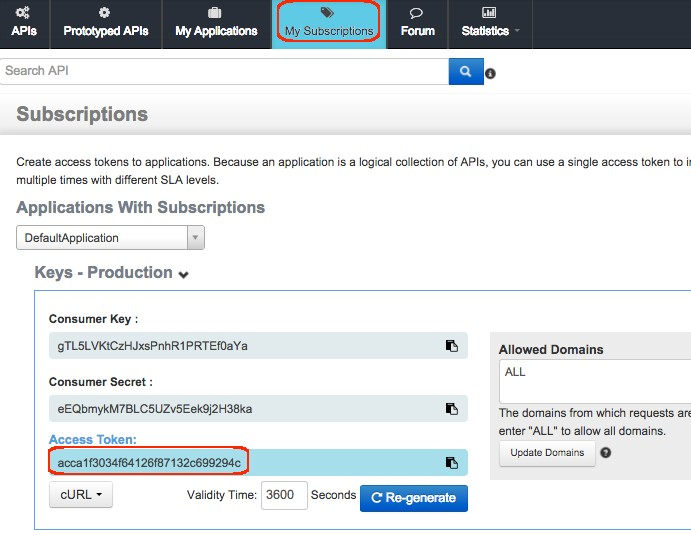 APIs
Prototyped APIs
My Applications
My Subscriptions
Forum
Statistics
Search API
Subscriptions
Create access tokens to applications. Because an application is a logical collection of APIs, you can use a single access token to in
multiple times with different SLA levels.
Applications With Subscriptions
DefaultApplication
Keys - Production
Consumer Key :
gTL5LVKtCzHJxsPnhR1PRTEf0aYa
Consumer Secret :
eEQbmykM7BLC5UZv5Eek9j2H38ka
Access Token:
acca1f3034f64126f87132c699294c
cURL
Validity Time: 3600 Seconds
Re-generate
Allowed Domains
ALL
The domains from which requests are
enter "ALL" to allow all domains.
Update Domains